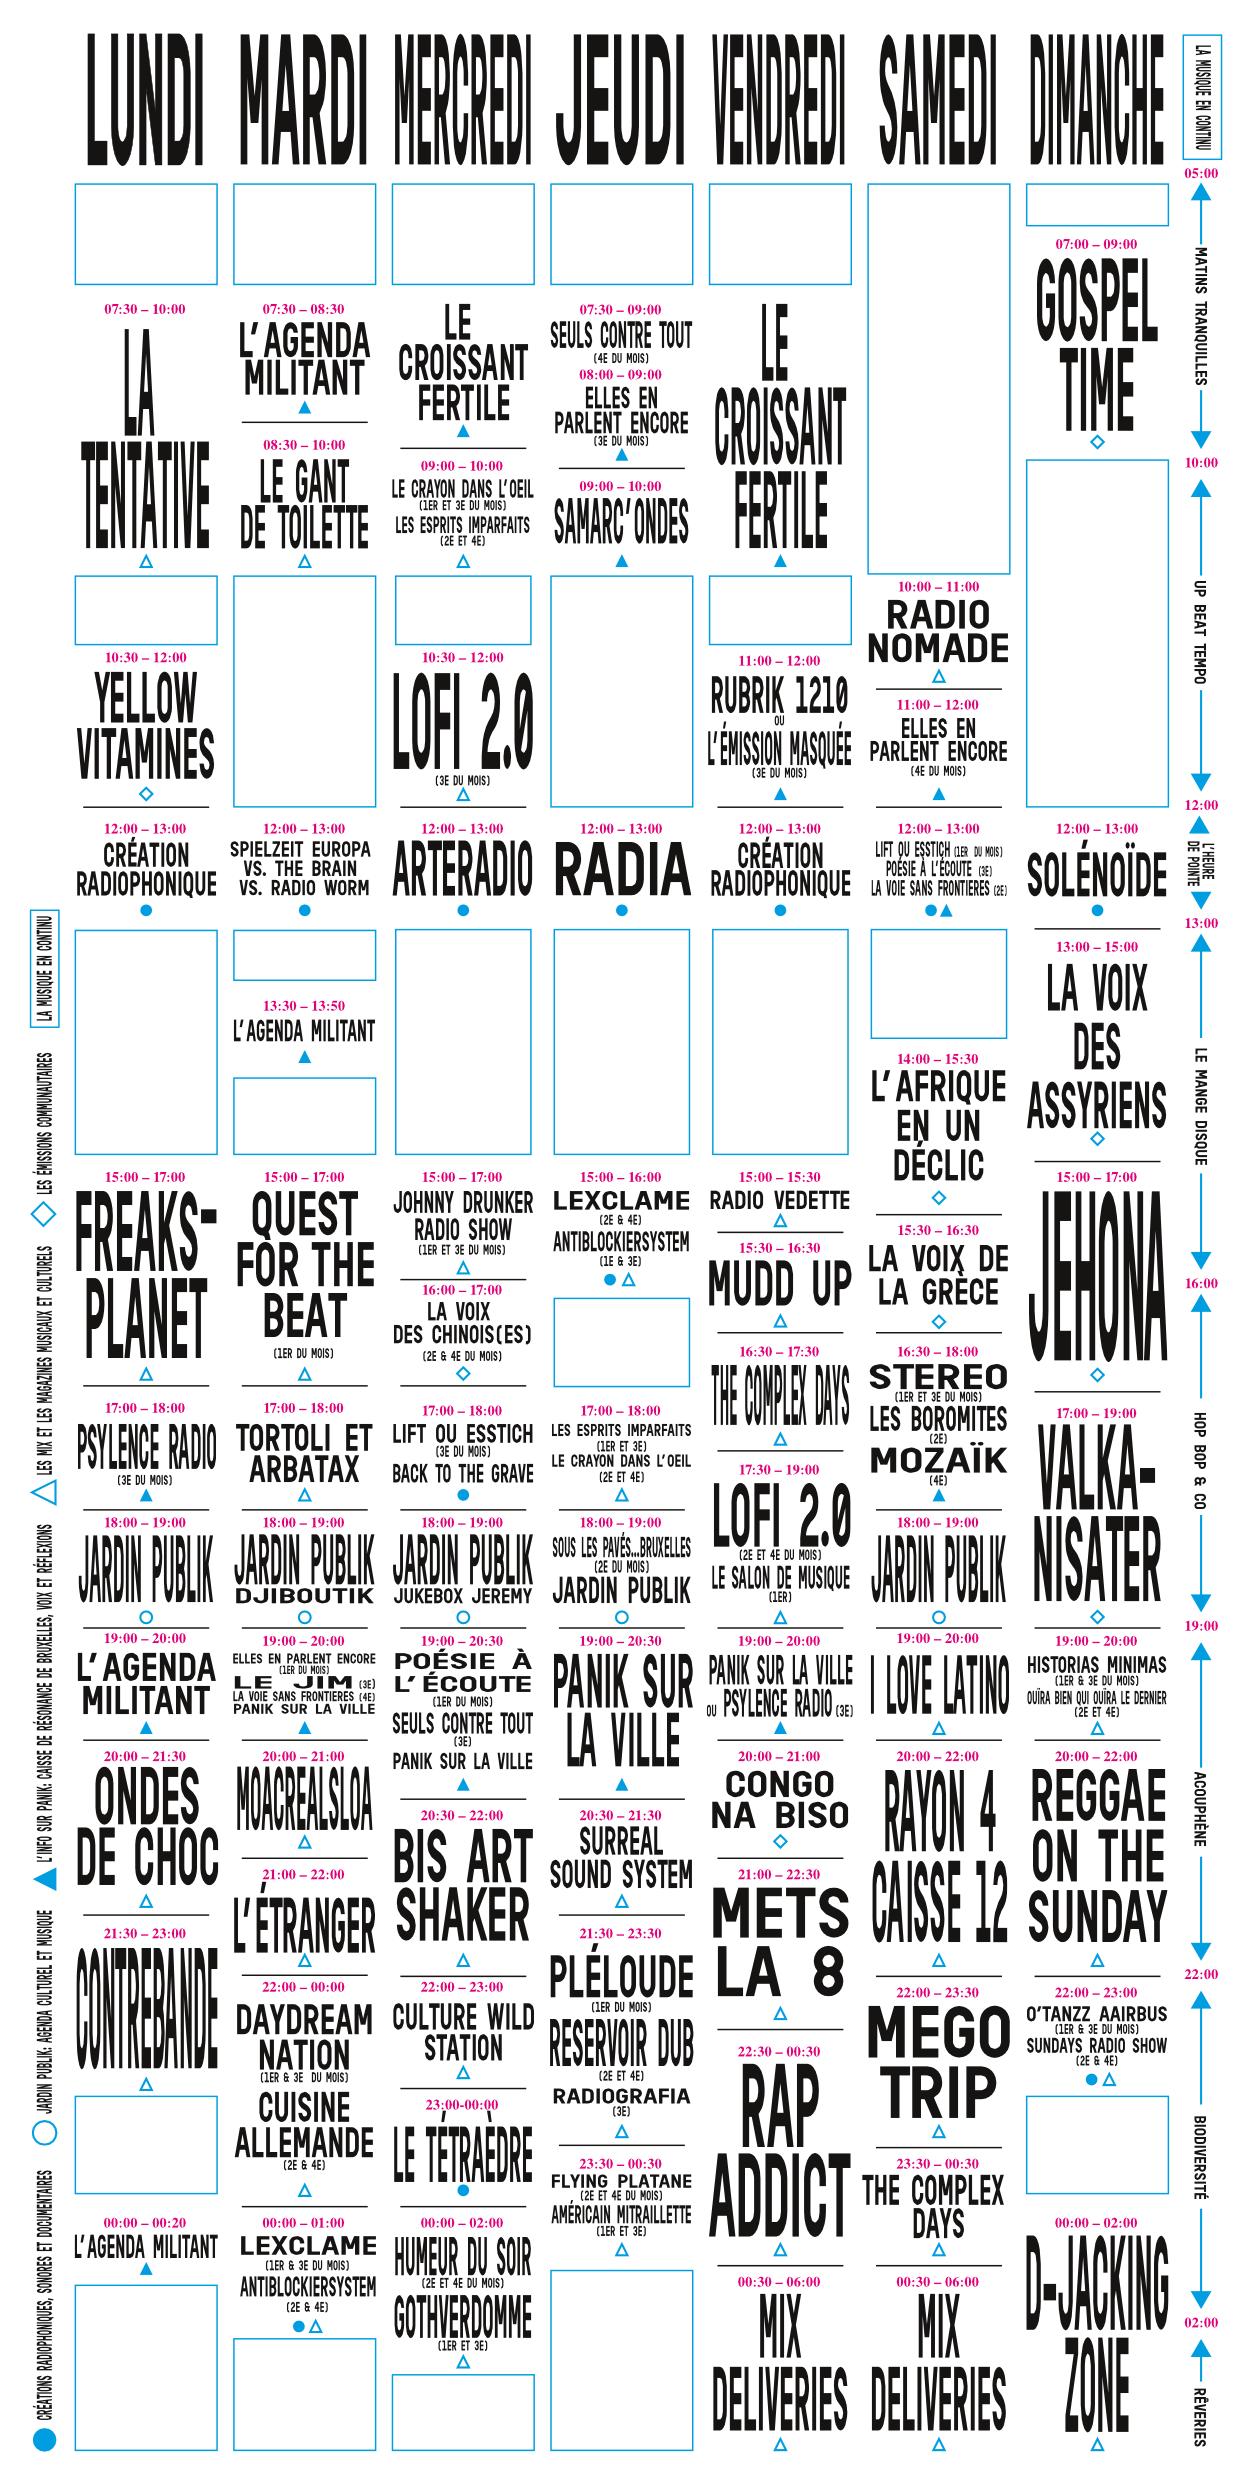 LUNDI
07:30 – 10:00
LA
TENTATIVE
10:30 – 12:00
YELLOW
VITAMINES
12:00 – 13:00
CRÉATION
RADIOPHONIQUE
15:00 – 17:00
FREAKS-
PLANET
17:00 – 18:00
PSYLENCE RADIO
(3E DU MOIS)
18:00 – 19:00
JARDIN PUBLIK
19:00 – 20:00
L'AGENDA
MILITANT
20:00 – 21:30
ONDES
DE CHOC
21:30 – 23:00
CONTREBANDE
00:00 – 00:20
L'AGENDA MILITANT
MARDI
07:30 – 08:30
L'AGENDA
MILITANT
08:30 – 10:00
LE GANT
DE TOILETTE
12:00 – 13:00
SPIELZEIT EUROPA
VS. THE BRAIN
VS. RADIO WORM
13:30 – 13:50
L'AGENDA MILITANT
15:00 – 17:00
QUEST
FOR THE
BEAT
(1ER DU MOIS)
17:00 – 18:00
TORTOLI ET
ARBATAX
18:00 – 19:00
JARDIN PUBLIK
DJIBOUTIK
19:00 – 20:00
ELLES EN PARLENT ENCORE
(1ER DU MOIS)
LE JIM (3E)
LA VOIE SANS FRONTIERES (4E)
PANIK SUR LA VILLE
20:00 – 21:00
MOACREALSLOA
21:00 – 22:00
L'ÉTRANGER
22:00 – 00:00
DAYDREAM
NATION
(1ER & 3E DU MOIS)
CUISINE
ALLEMANDE
(2E & 4E)
00:00 – 01:00
LEXCLAME
(1ER & 3E DU MOIS)
ANTIBLOCKIERSYSTEM
(2E & 4E)
MERCREDI
LE
CROISSANT
FERTILE
09:00 – 10:00
LE CRAYON DANS L'OEIL
(1ER ET 3E DU MOIS)
LES ESPRITS IMPARFAITS
(2E ET 4E)
10:30 – 12:00
LOFI 2.0
(3E DU MOIS)
12:00 – 13:00
ARTERADIO
15:00 – 17:00
JOHNNY DRUNKER
RADIO SHOW
(1ER ET 3E DU MOIS)
16:00 – 17:00
LA VOIX
DES CHINOIS(ES)
(2E & 4E DU MOIS)
17:00 – 18:00
LIFT OU ESSTICH
(3E DU MOIS)
BACK TO THE GRAVE
18:00 – 19:00
JARDIN PUBLIK
JUKEBOX JEREMY
19:00 – 20:30
POÉSIE À
L'ÉCOUTE
(1ER DU MOIS)
SEULS CONTRE TOUT
(3E)
PANIK SUR LA VILLE
20:30 – 22:00
BIS ART
SHAKER
22:00 – 23:00
CULTURE WILD
STATION
23:00-00:00
LE TÉTRAÈDRE
00:00 – 02:00
HUMEUR DU SOIR
(2E ET 4E DU MOIS)
GOTHVERDOMME
(1ER ET 3E)
JEUDI
07:30 – 09:00
SEULS CONTRE TOUT
(4E DU MOIS)
08:00 – 09:00
ELLES EN
PARLENT ENCORE
(3E DU MOIS)
09:00 – 10:00
SAMARC'ONDES
12:00 – 13:00
RADIA
15:00 – 16:00
LEXCLAME
(2E & 4E)
ANTIBLOCKIERSYSTEM
(1E & 3E)
17:00 – 18:00
LES ESPRITS IMPARFAITS
(1ER ET 3E)
LE CRAYON DANS L'OEIL
(2E ET 4E)
18:00 – 19:00
SOUS LES PAVÉS...BRUXELLES
(2E DU MOIS)
JARDIN PUBLIK
19:00 – 20:30
PANIK SUR
LA VILLE
20:30 – 21:30
SURREAL
SOUND SYSTEM
21:30 – 23:30
PLÉLOUDE
(1ER DU MOIS)
RESERVOIR DUB
(2E ET 4E)
RADIOGRAFIA
(3E)
23:30 – 00:30
FLYING PLATANE
(2E ET 4E DU MOIS)
AMÉRICAIN MITRAILLETTE
(1ER ET 3E)
VENDREDI
LE
CROISSANT
FERTILE
11:00 – 12:00
RUBRIK 1210
OU
L'ÉMISSION MASQUÉE
(3E DU MOIS)
12:00 – 13:00
CRÉATION
RADIOPHONIQUE
15:00 – 15:30
RADIO VEDETTE
15:30 – 16:30
MUDD UP
16:30 – 17:30
THE COMPLEX DAYS
17:30 – 19:00
LOFI 2.0
(2E ET 4E DU MOIS)
LE SALON DE MUSIQUE
(1ER)
19:00 – 20:00
PANIK SUR LA VILLE
OU PSYLENCE RADIO (3E)
20:00 – 21:00
CONGO
NA BISO
21:00 – 22:30
METS
LA 8
22:30 – 00:30
RAP
ADDICT
00:30 – 06:00
MIX
DELIVERIES
SAMEDI
10:00 – 11:00
RADIO
NOMADE
11:00 – 12:00
ELLES EN
PARLENT ENCORE
(4E DU MOIS)
12:00 – 13:00
LIFT OU ESSTICH (1ER DU MOIS)
POÉSIE À L'ÉCOUTE (3E)
LA VOIE SANS FRONTIERES (2E)
14:00 – 15:30
L'AFRIQUE
EN UN
DÉCLIC
15:30 – 16:30
LA VOIX DE
LA GRÈCE
16:30 – 18:00
STEREO
(1ER ET 3E DU MOIS)
LES BOROMITES
(2E)
MOZAÏK
(4E)
18:00 – 19:00
JARDIN PUBLIK
19:00 – 20:00
I LOVE LATINO
20:00 – 22:00
RAYON 4
CAISSE 12
22:00 – 23:30
MEGO
TRIP
23:30 – 00:30
THE COMPLEX
DAYS
00:30 – 06:00
MIX
DELIVERIES
DIMANCHE
07:00 – 09:00
GOSPEL
TIME
12:00 – 13:00
SOLÉNOÏDE
13:00 – 15:00
LA VOIX
DES
ASSYRIENS
15:00 – 17:00
JEHONA
17:00 – 19:00
VALKA-
NISATER
19:00 – 20:00
HISTORIAS MINIMAS
(1ER & 3E DU MOIS)
OUÏRA BIEN QUI OUÏRA LE DERNIER
(2E ET 4E)
20:00 – 22:00
REGGAE
ON THE
SUNDAY
22:00 – 23:00
O'TANZZ AAIRBUS
(1ER & 3E DU MOIS)
SUNDAYS RADIO SHOW
(2E & 4E)
00:00 – 02:00
D-JACKING
ZONE
LA MUSIQUE EN CONTINU
05:00
MATINS TRANQUILLES
10:00
UP BEAT TEMPO
12:00
L'HEURE
DE POINTE
13:00
LE MANGE DISQUE
16:00
HOP BOP & CO
19:00
ACOUPHÈNE
22:00
BIODIVERSITÉ
02:00
RÊVERIES
CRÉATIONS RADIOPHONIQUES, SONORES ET DOCUMENTAIRES
JARDIN PUBLIK: AGENDA CULTUREL ET MUSIQUE
L'INFO SUR PANIK: CAISSE DE RÉSONANCE DE BRUXELLES, VOIX ET RÉFLEXIONS
LES MIX ET LES MAGAZINES MUSICAUX ET CULTURELS
LES ÉMISSIONS COMMUNAUTAIRES
LA MUSIQUE EN CONTINU